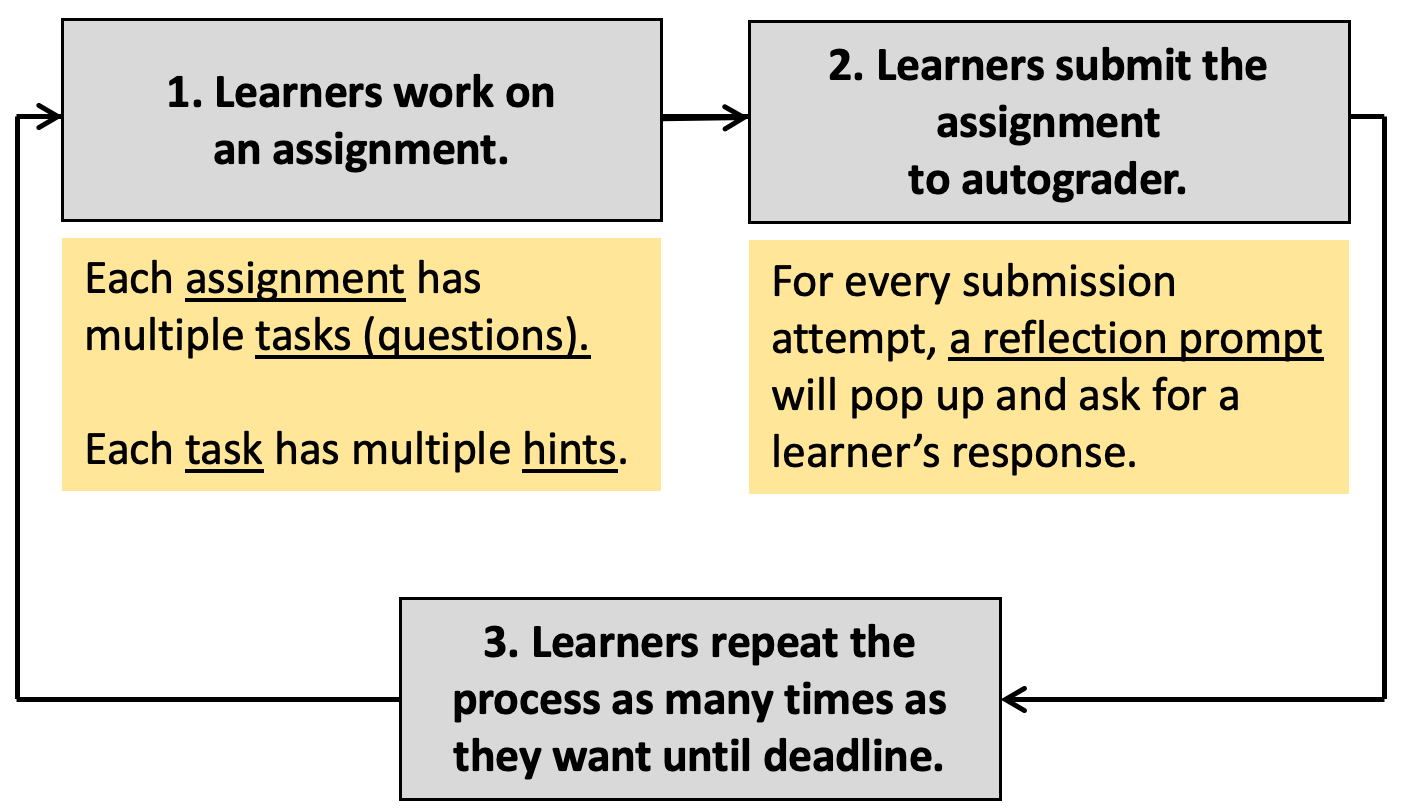 1. Learners work on
an assignment.
2. Learners submit the
assignment
to autograder.
Each assignment has
multiple tasks (questions).
Each task has multiple hints.
For every submission
attempt, a reflection prompt
will pop up and ask for a
learner’s response.
3. Learners repeat the
process as many times as
they want until deadline.